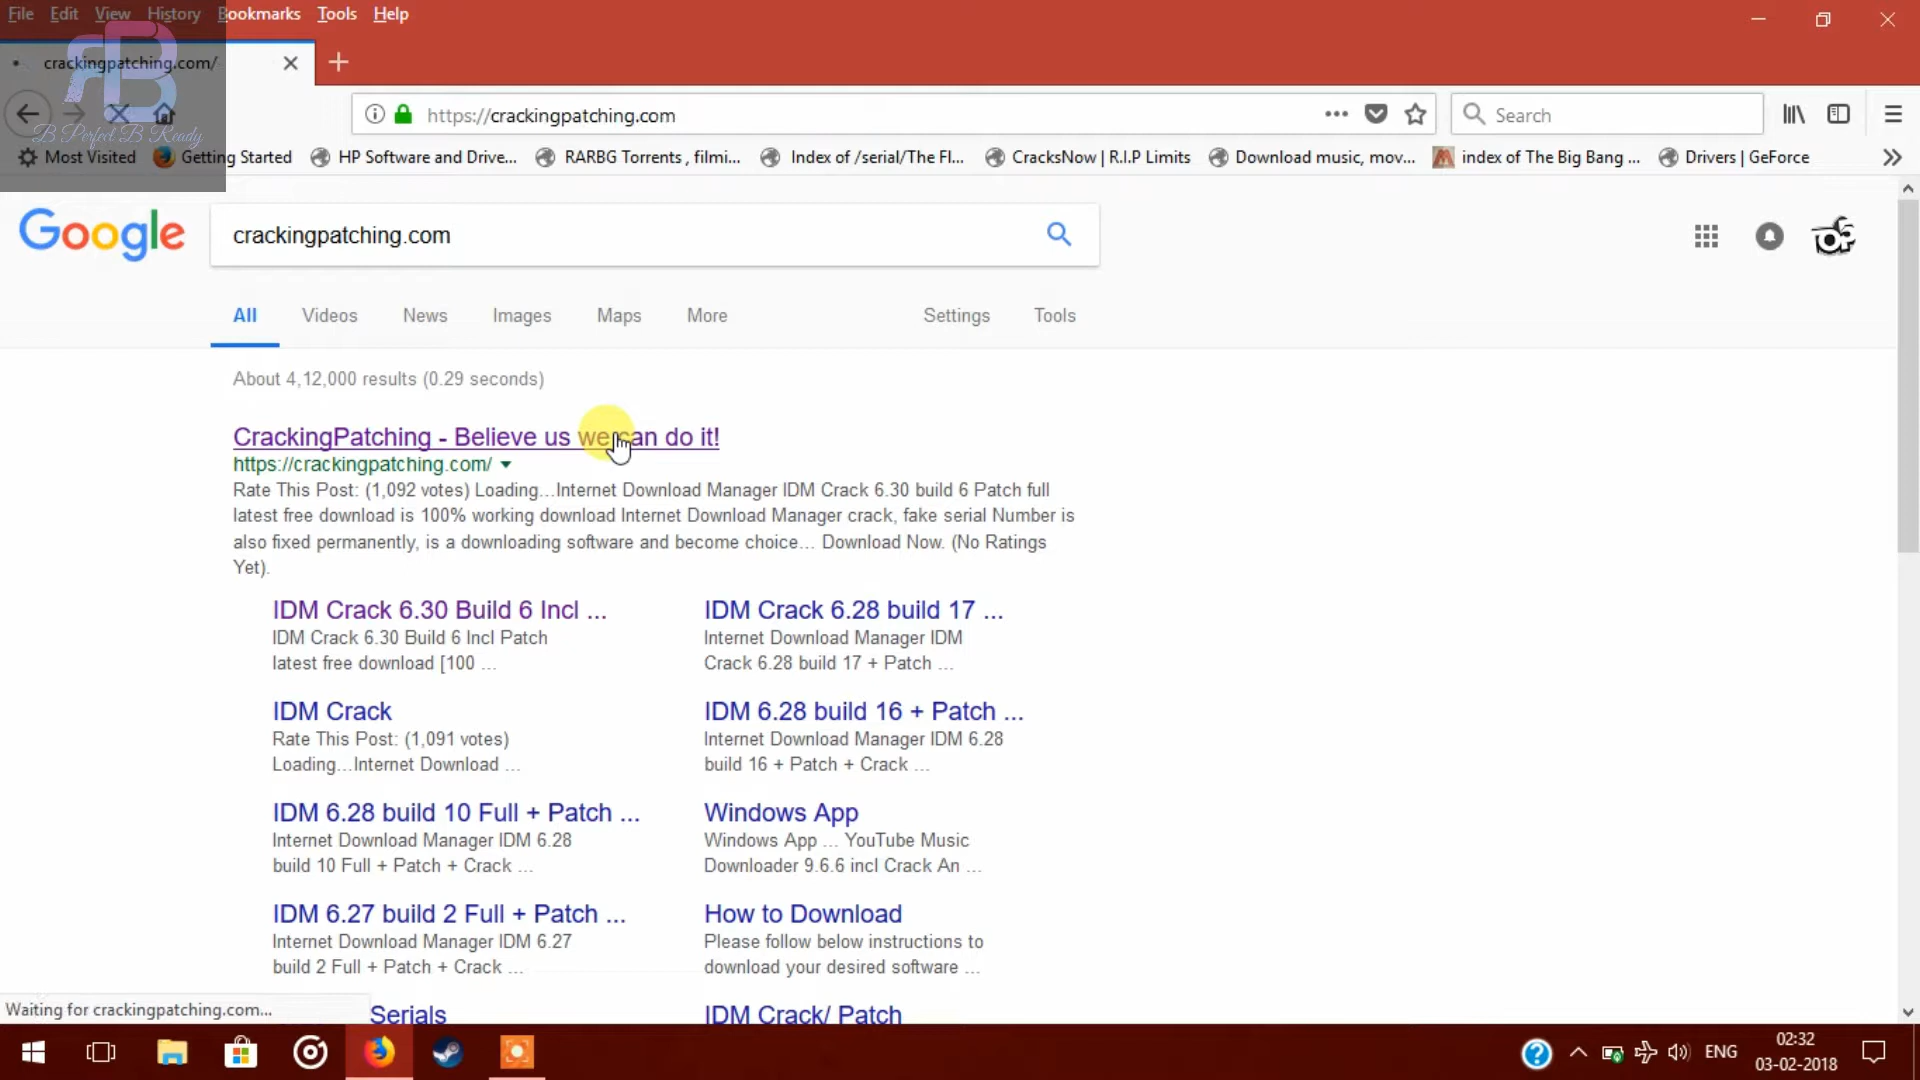 File Edit View History Bookmarks Tools Help
crackingpatching.com/
https://crackingpatching.com
Search
B Perfect B Ready
Most Visited
Getting Started
HP Software and Drive...
RARBG Torrents , filmi...
Index of /serial/The Fl...
CracksNow | R.I.P Limits
Download music, mov...
index of The Big Bang ...
Drivers | GeForce
Google
crackingpatching.com
All Videos News Images Maps More Settings Tools
About 4,12,000 results (0.29 seconds)
CrackingPatching - Believe us we can do it!
https://crackingpatching.com/
Rate This Post: (1,092 votes) Loading...Internet Download Manager IDM Crack 6.30 build 6 Patch full
latest free download is 100% working download Internet Download Manager crack, fake serial Number is
also fixed permanently, is a downloading software and become choice... Download Now. (No Ratings
Yet).
IDM Crack 6.30 Build 6 Incl ...
IDM Crack 6.30 Build 6 Incl Patch
latest free download [100 ...
IDM Crack 6.28 build 17 ...
Internet Download Manager IDM
Crack 6.28 build 17 + Patch ...
IDM Crack
Rate This Post: (1,091 votes)
Loading...Internet Download ...
IDM 6.28 build 16 + Patch ...
Internet Download Manager IDM 6.28
build 16 + Patch + Crack ...
IDM 6.28 build 10 Full + Patch ...
Internet Download Manager IDM 6.28
build 10 Full + Patch + Crack ...
Windows App
Windows App ... YouTube Music
Downloader 9.6.6 incl Crack An ...
IDM 6.27 build 2 Full + Patch ...
Internet Download Manager IDM 6.27
build 2 Full + Patch + Crack ...
How to Download
Please follow below instructions to
download your desired software ...
Serials
IDM Crack/ Patch
Waiting for crackingpatching.com...
ENG
02:32
03-02-2018